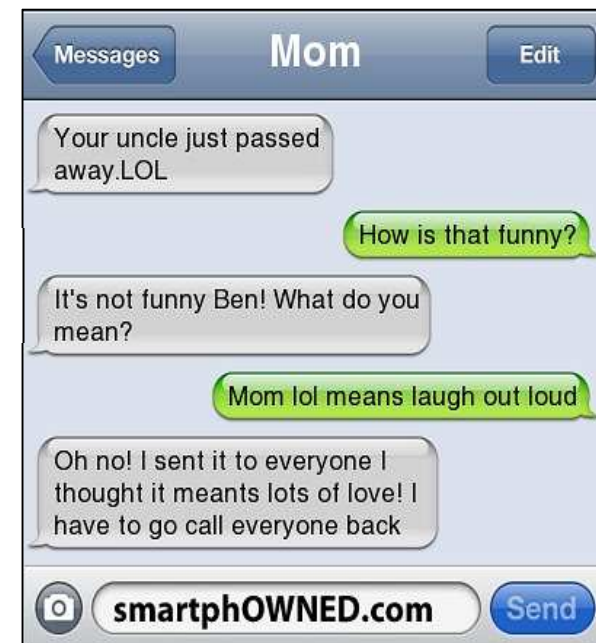 Messages Mom Edit
Your uncle just passed
away.LOL
How is that funny?
It's not funny Ben! What do you
mean?
Mom lol means laugh out loud
Oh no! I sent it to everyone I
thought it meants lots of love! I
have to go call everyone back
smartphOWNED.com Send